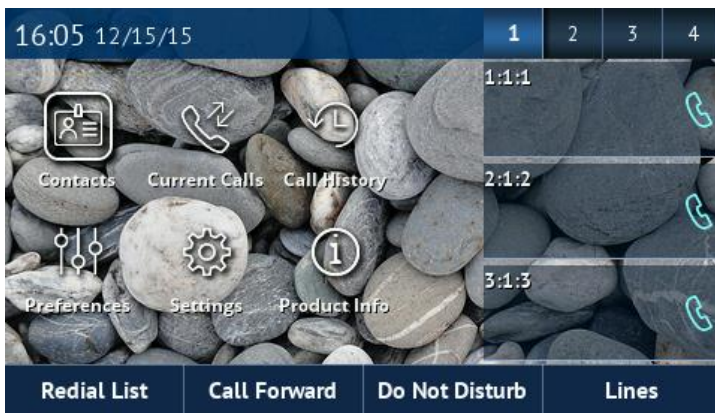 16:05 12/15/15
1 2 3 4
1:1:1
2:1:2
3:1:3
Contacts Current Calls Call History
Preferences Settings Product Info
Redial List Call Forward Do Not Disturb Lines